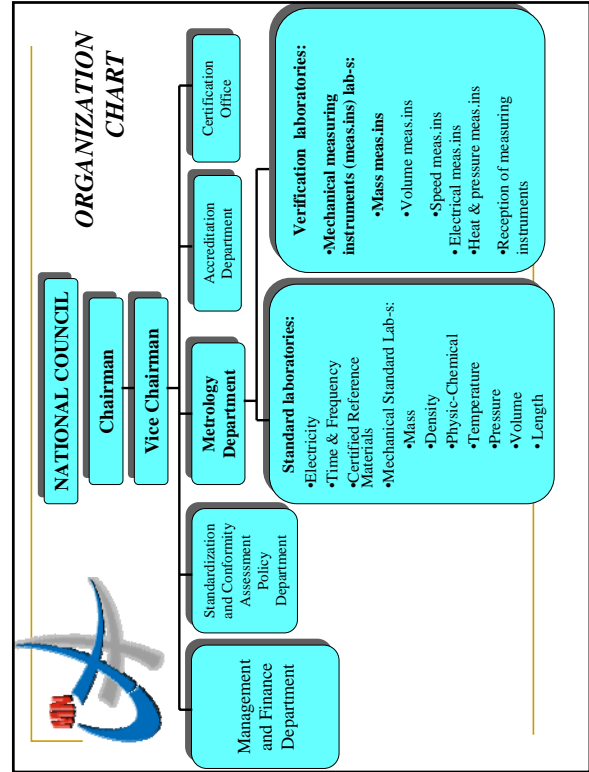 ORGANIZATION
CHART
NATIONAL COUNCIL
Chairman
Vice Chairman
Management
and Finance
Department
Standardization
and Conformity
Assessment
Policy
Department
Metrology
Department
Accreditation
Department
Certification
Office
Standard laboratories:
•Electricity
•Time & Frequency
•Certified Reference
Materials
•Mechanical Standard Lab-s:
•Mass
•Density
•Physic-Chemical
•Temperature
•Pressure
•Volume
• Length
Verification laboratories:
•Mechanical measuring
instruments (meas.ins) lab-s:
•Mass meas.ins
•Volume meas.ins
•Speed meas.ins
• Electrical meas.ins
•Heat & pressure meas.ins
•Reception of measuring
instruments